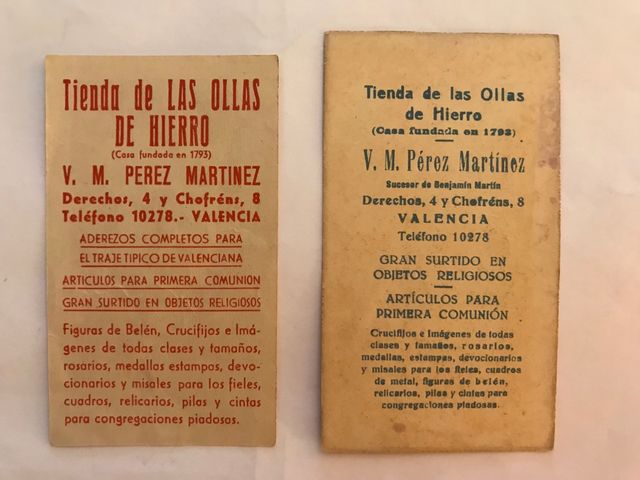 Tienda de LAS OLLAS
DE HIERRO
(Casa fundada en 1793)
V. M. PEREZ MARTINEZ
Derechos, 4 y Chofréns, 8
Teléfono 10278.- VALENCIA
ADEREZOS COMPLETOS PARA
EL TRAJE TIPICO DE VALENCIANA
ARTICULOS PARA PRIMERA COMUNION
GRAN SURTIDO EN OBJETOS RELIGIOSOS
Figuras de Belén, Crucifijos e Imá-
genes de todas clases y tamaños,
rosarios, medallas estampas, devo-
cionarios y misales para los fieles,
cuadros, relicarios, pilas y cintas
para congregaciones piadosas.
Tienda de las Ollas
de Hierro
(Casa fundada en 1793)
V. M. Pérez Martínez
Sucesor de Benjamín Martín
Derechos, 4 y Chofréns, 8
VALENCIA
Teléfono 10278
GRAN SURTIDO EN
OBJETOS RELIGIOSOS
ARTÍCULOS PARA
PRIMERA COMUNIÓN
Crucifijos e Imágenes de todas
clases y tamaños, rosarios,
medallas, estampas, devocionarios
y misales para los fieles, cuadros
de metal, figuras de belén,
relicarios, pilas y cintas para
congregaciones piadosas.